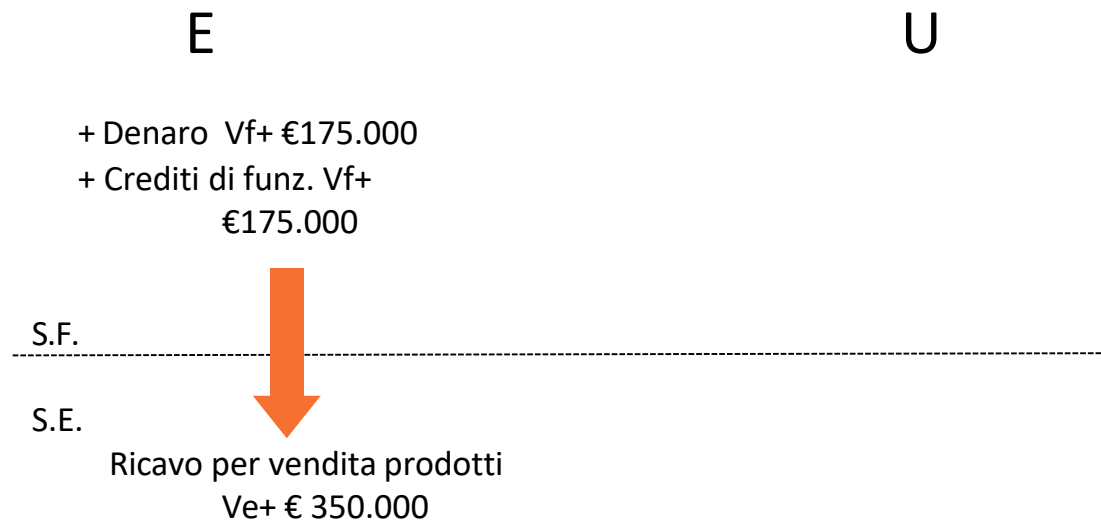 E U
+ Denaro Vf+ €175.000
+ Crediti di funz. Vf+
€175.000
S.F.
S.E.
Ricavo per vendita prodotti
Ve+ € 350.000